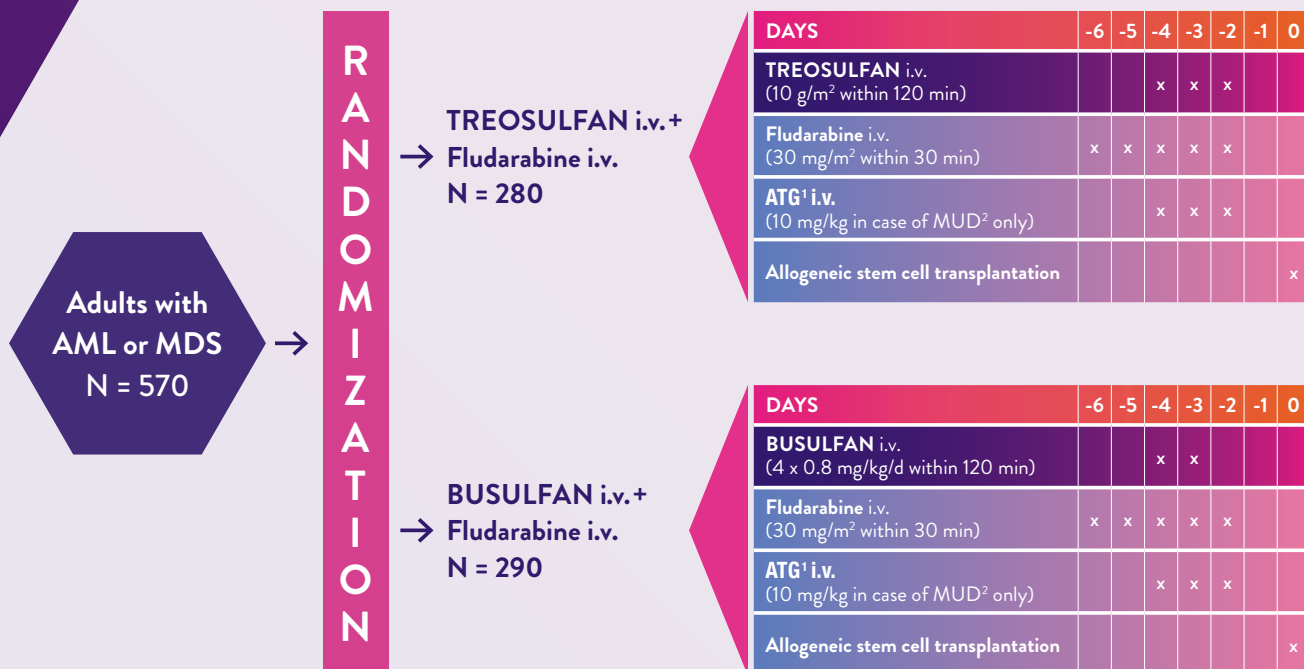 Adults with
AML or MDS
N = 570
RANDOMIZATION
TREOSULFAN i.v.+
Fludarabine i.v.
N = 280
DAYS -6 -5 -4 -3 -2 -1 0
TREOSULFAN i.v.
(10 g/m² within 120 min) x x x
Fludarabine i.v.
(30 mg/m² within 30 min) x x x x x
ATG¹ i.v.
(10 mg/kg in case of MUD² only) x x x
Allogeneic stem cell transplantation x
BUSULFAN i.v.+
Fludarabine i.v.
N = 290
DAYS -6 -5 -4 -3 -2 -1 0
BUSULFAN i.v.
(4 x 0.8 mg/kg/d within 120 min) x x
Fludarabine i.v.
(30 mg/m² within 30 min) x x x x x
ATG¹ i.v.
(10 mg/kg in case of MUD² only) x x x
Allogeneic stem cell transplantation x